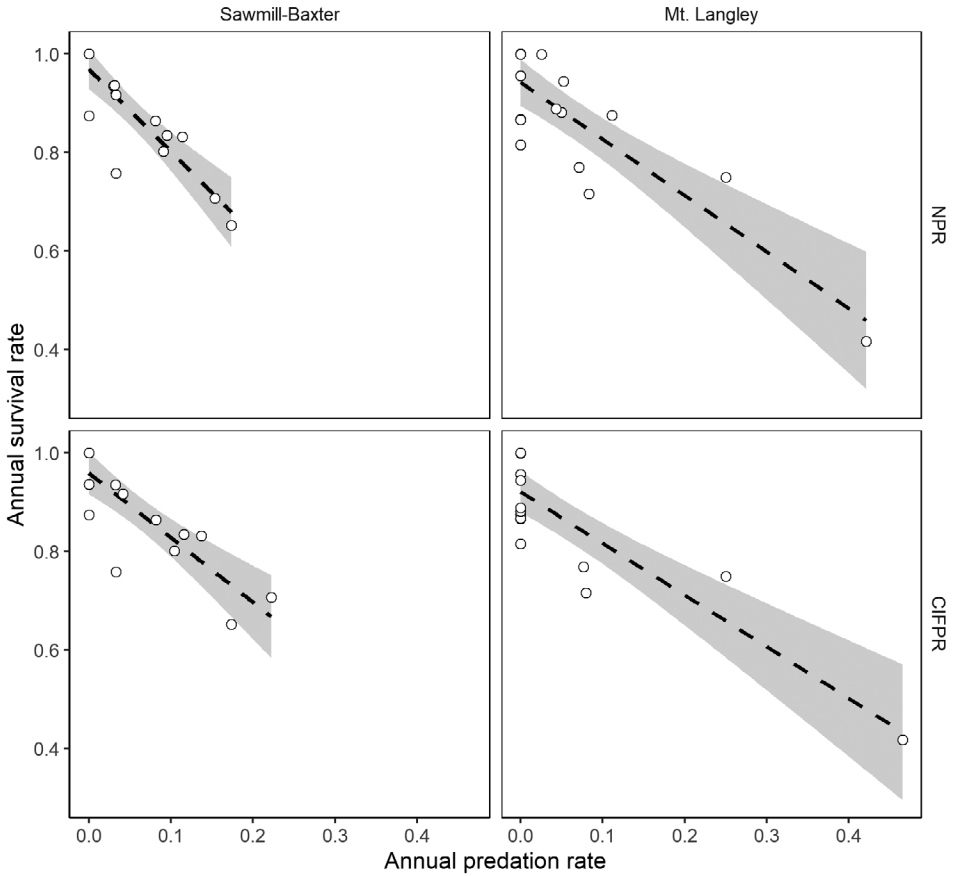 Sawmill-Baxter
Mt. Langley
1.0
0.8
0.6
0.4
NPR
Annual survival rate
1.0
0.8
0.6
0.4
CIFPR
0.0 0.1 0.2 0.3 0.4
0.0 0.1 0.2 0.3 0.4
Annual predation rate